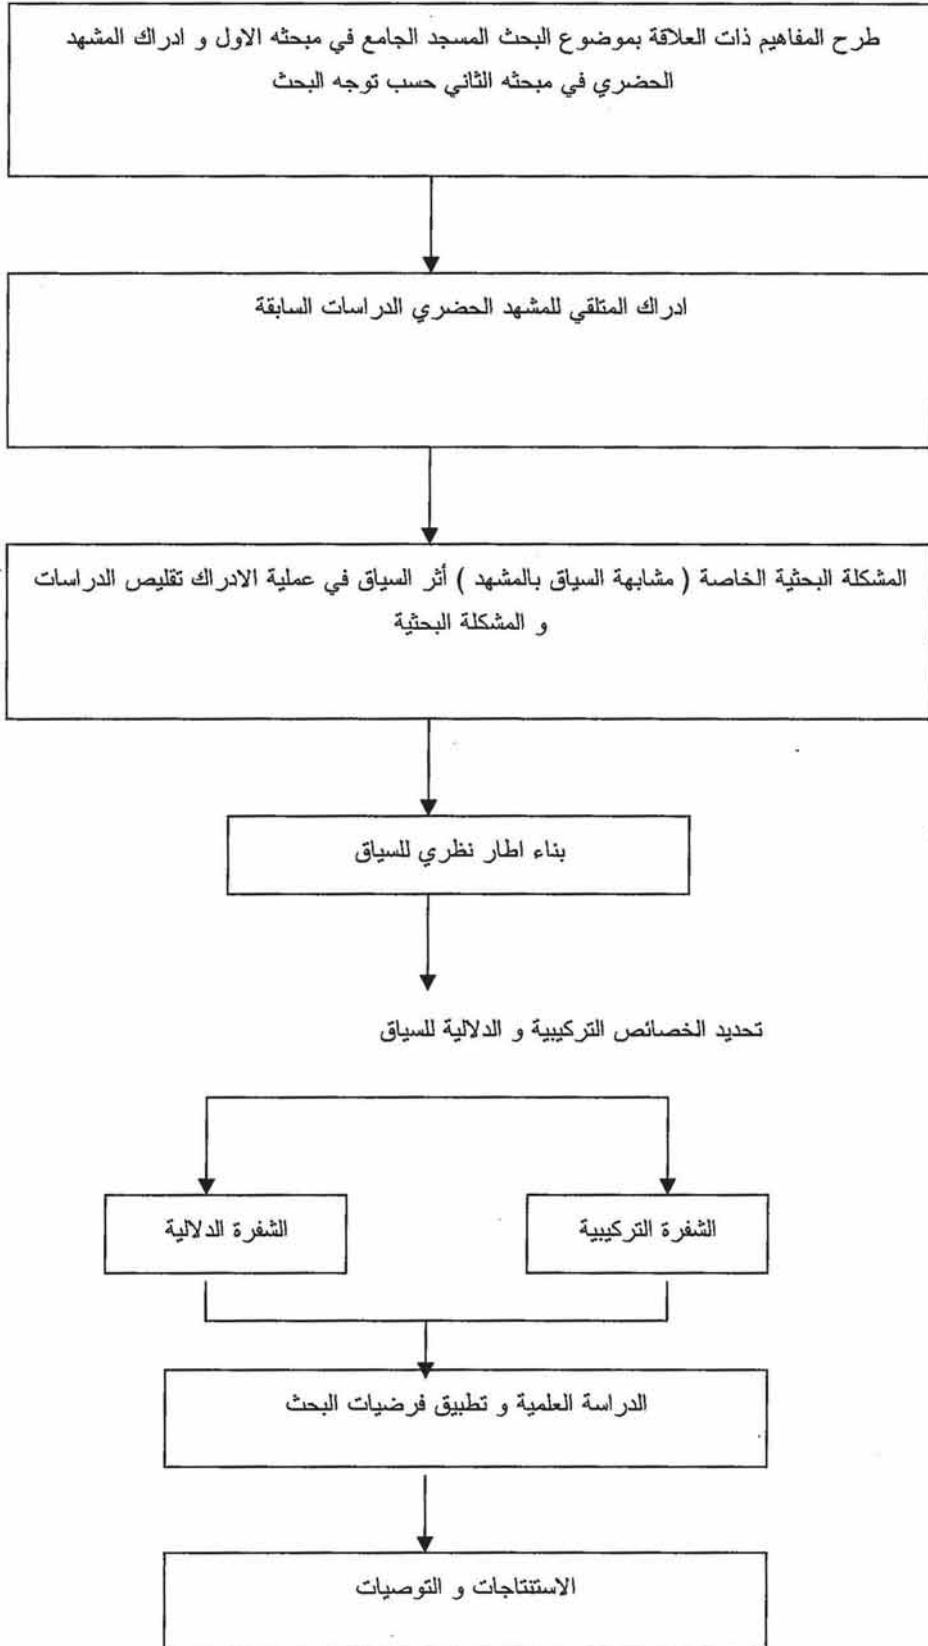 طرح المفاهيم ذات العلاقة بموضوع البحث المسجد الجامع في مبحثه الاول و ادراك المشهد
الحضري في مبحثه الثاني حسب توجه البحث
ادراك المتلقي للمشهد الحضري الدراسات السابقة
المشكلة البحثية الخاصة ( مشابهة السياق بالمشهد ) أثر السياق في عملية الادراك تقليص الدراسات
و المشكلة البحثية
بناء اطار نظري للسياق
تحديد الخصائص التركيبية و الدلالية للسياق
الشفرة التركيبية
الشفرة الدلالية
الدراسة العلمية و تطبيق فرضيات البحث
الاستنتاجات و التوصيات